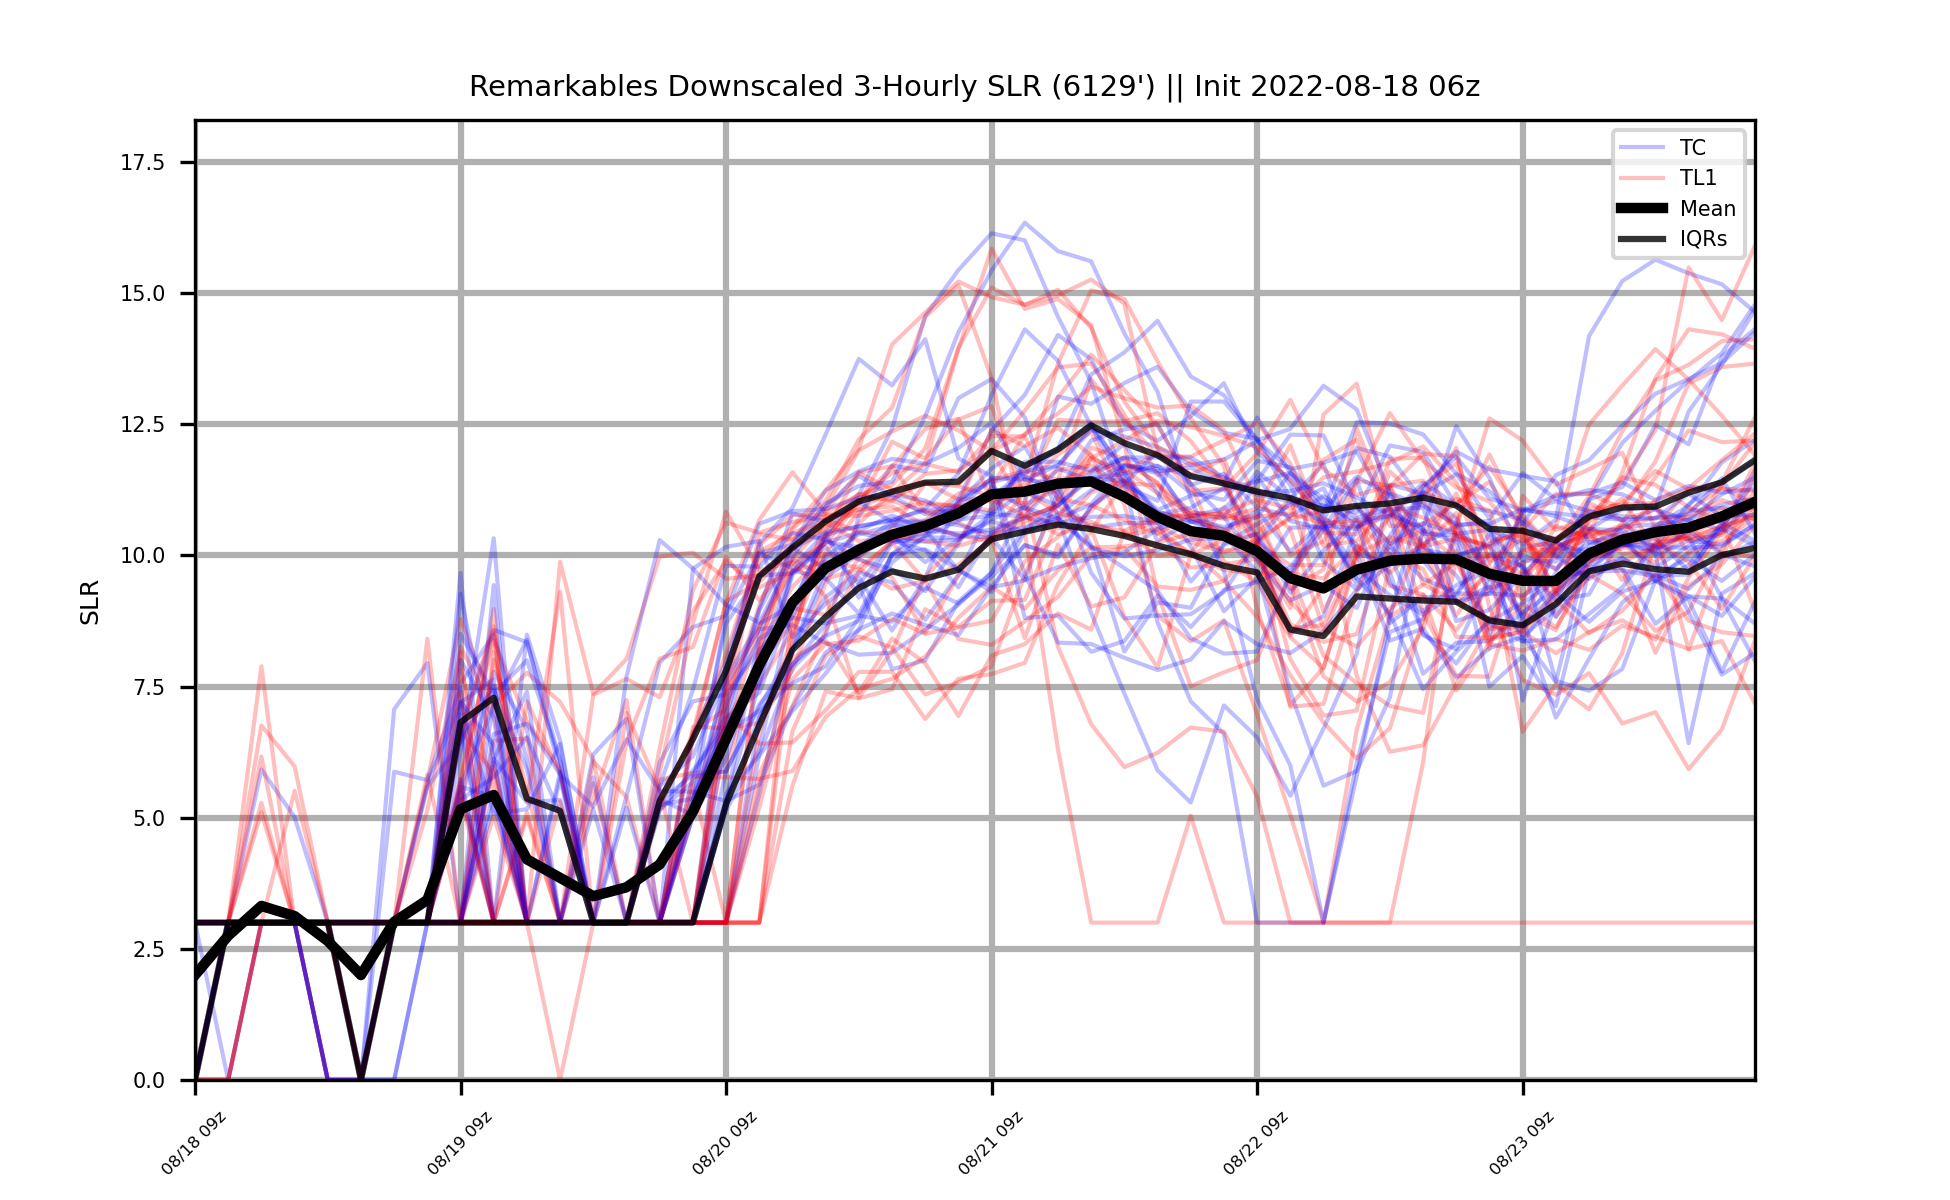 Remarkables Downscaled 3-Hourly SLR (6129') || Init 2022-08-18 06z
TC
TL1
Mean
IQRs
SLR
17.5
15.0
12.5
10.0
7.5
5.0
2.5
0.0
08/18 09z
08/19 09z
08/20 09z
08/21 09z
08/22 09z
08/23 09z